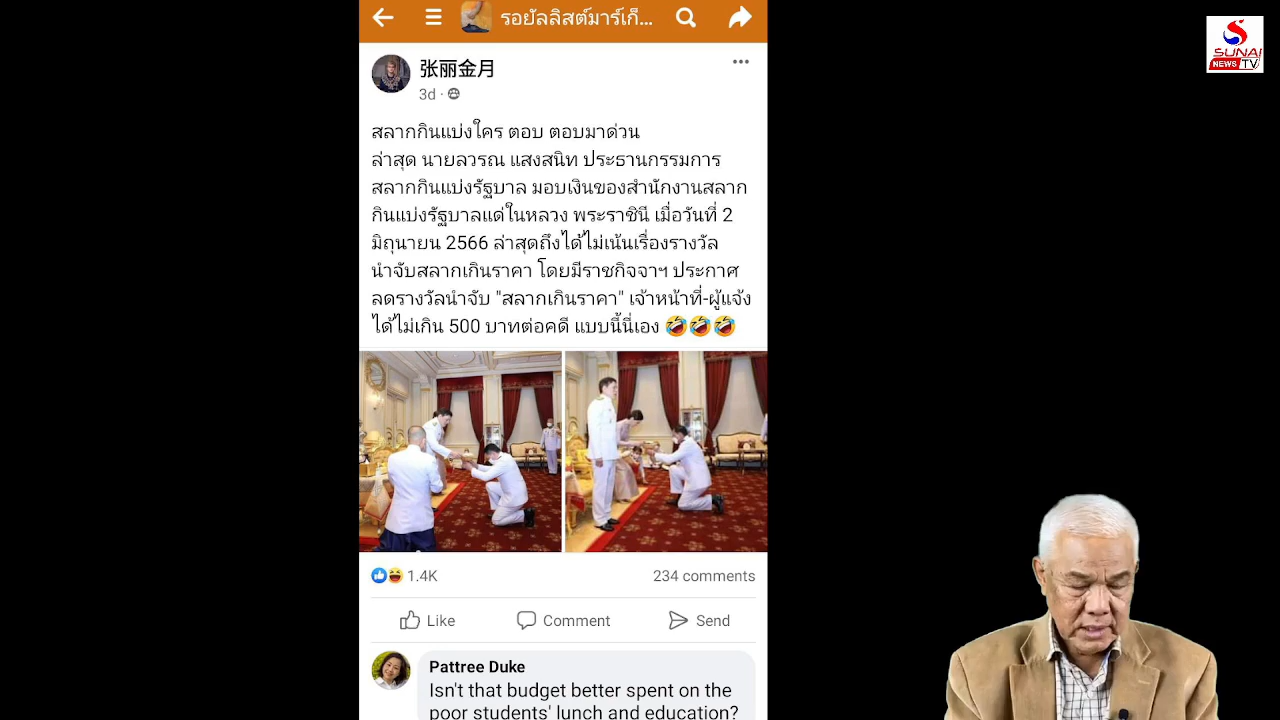 รอยัลลิสต์มาร์เก็...
SUNAI
NEWS TV
张丽金月
3d
สลากกินแบ่งใคร ตอบ ตอบมาด่วน
ล่าสุด นายลวรณ แสงสนิท ประธานกรรมการ
สลากกินแบ่งรัฐบาล มอบเงินของสำนักงานสลาก
กินแบ่งรัฐบาลแด่ในหลวง พระราชินี เมื่อวันที่ 2
มิถุนายน 2566 ล่าสุดถึงได้ไม่เน้นเรื่องรางวัล
นำจับสลากเกินราคา โดยมีราชกิจจาฯ ประกาศ
ลดรางวัลนำจับ "สลากเกินราคา" เจ้าหน้าที่-ผู้แจ้ง
ได้ไม่เกิน 500 บาทต่อคดี แบบนี้นี่เอง 🤣🤣🤣
1.4K
234 comments
Like
Comment
Send
Pattree Duke
Isn't that budget better spent on the
poor students' lunch and education?